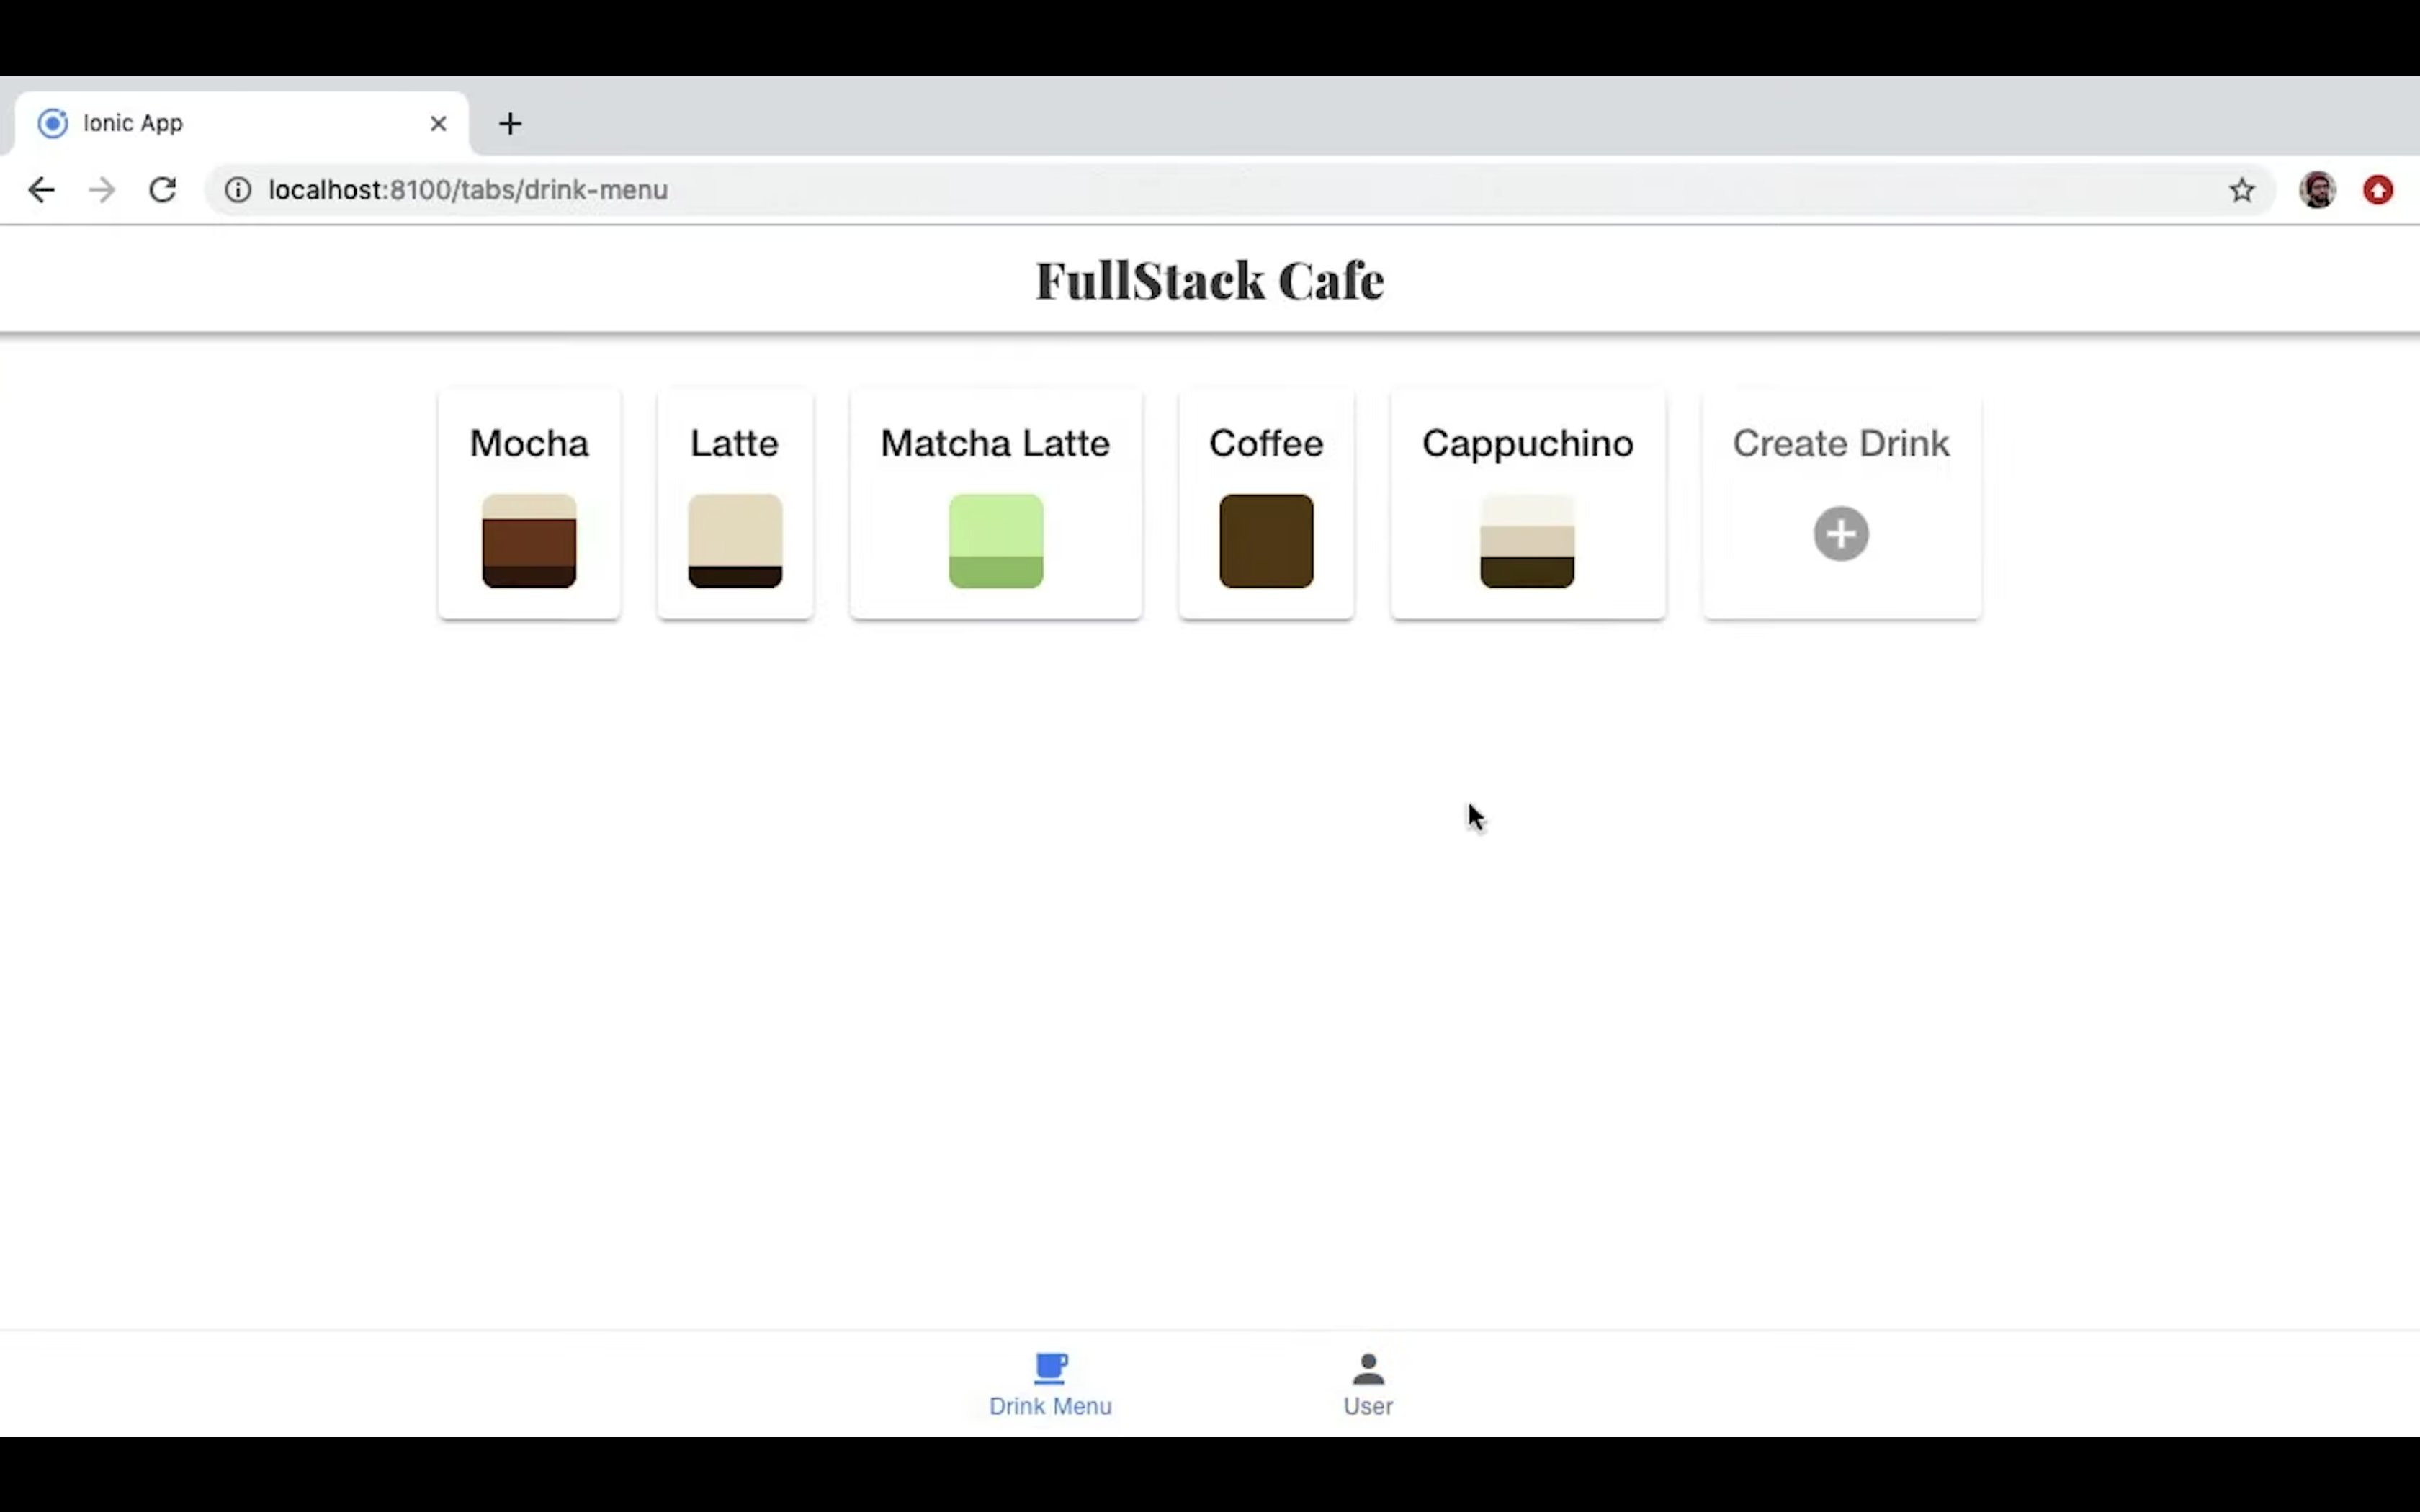 Ionic App
localhost:8100/tabs/drink-menu
FullStack Cafe
Mocha
Latte
Matcha Latte
Coffee
Cappuchino
Create Drink
Drink Menu
User